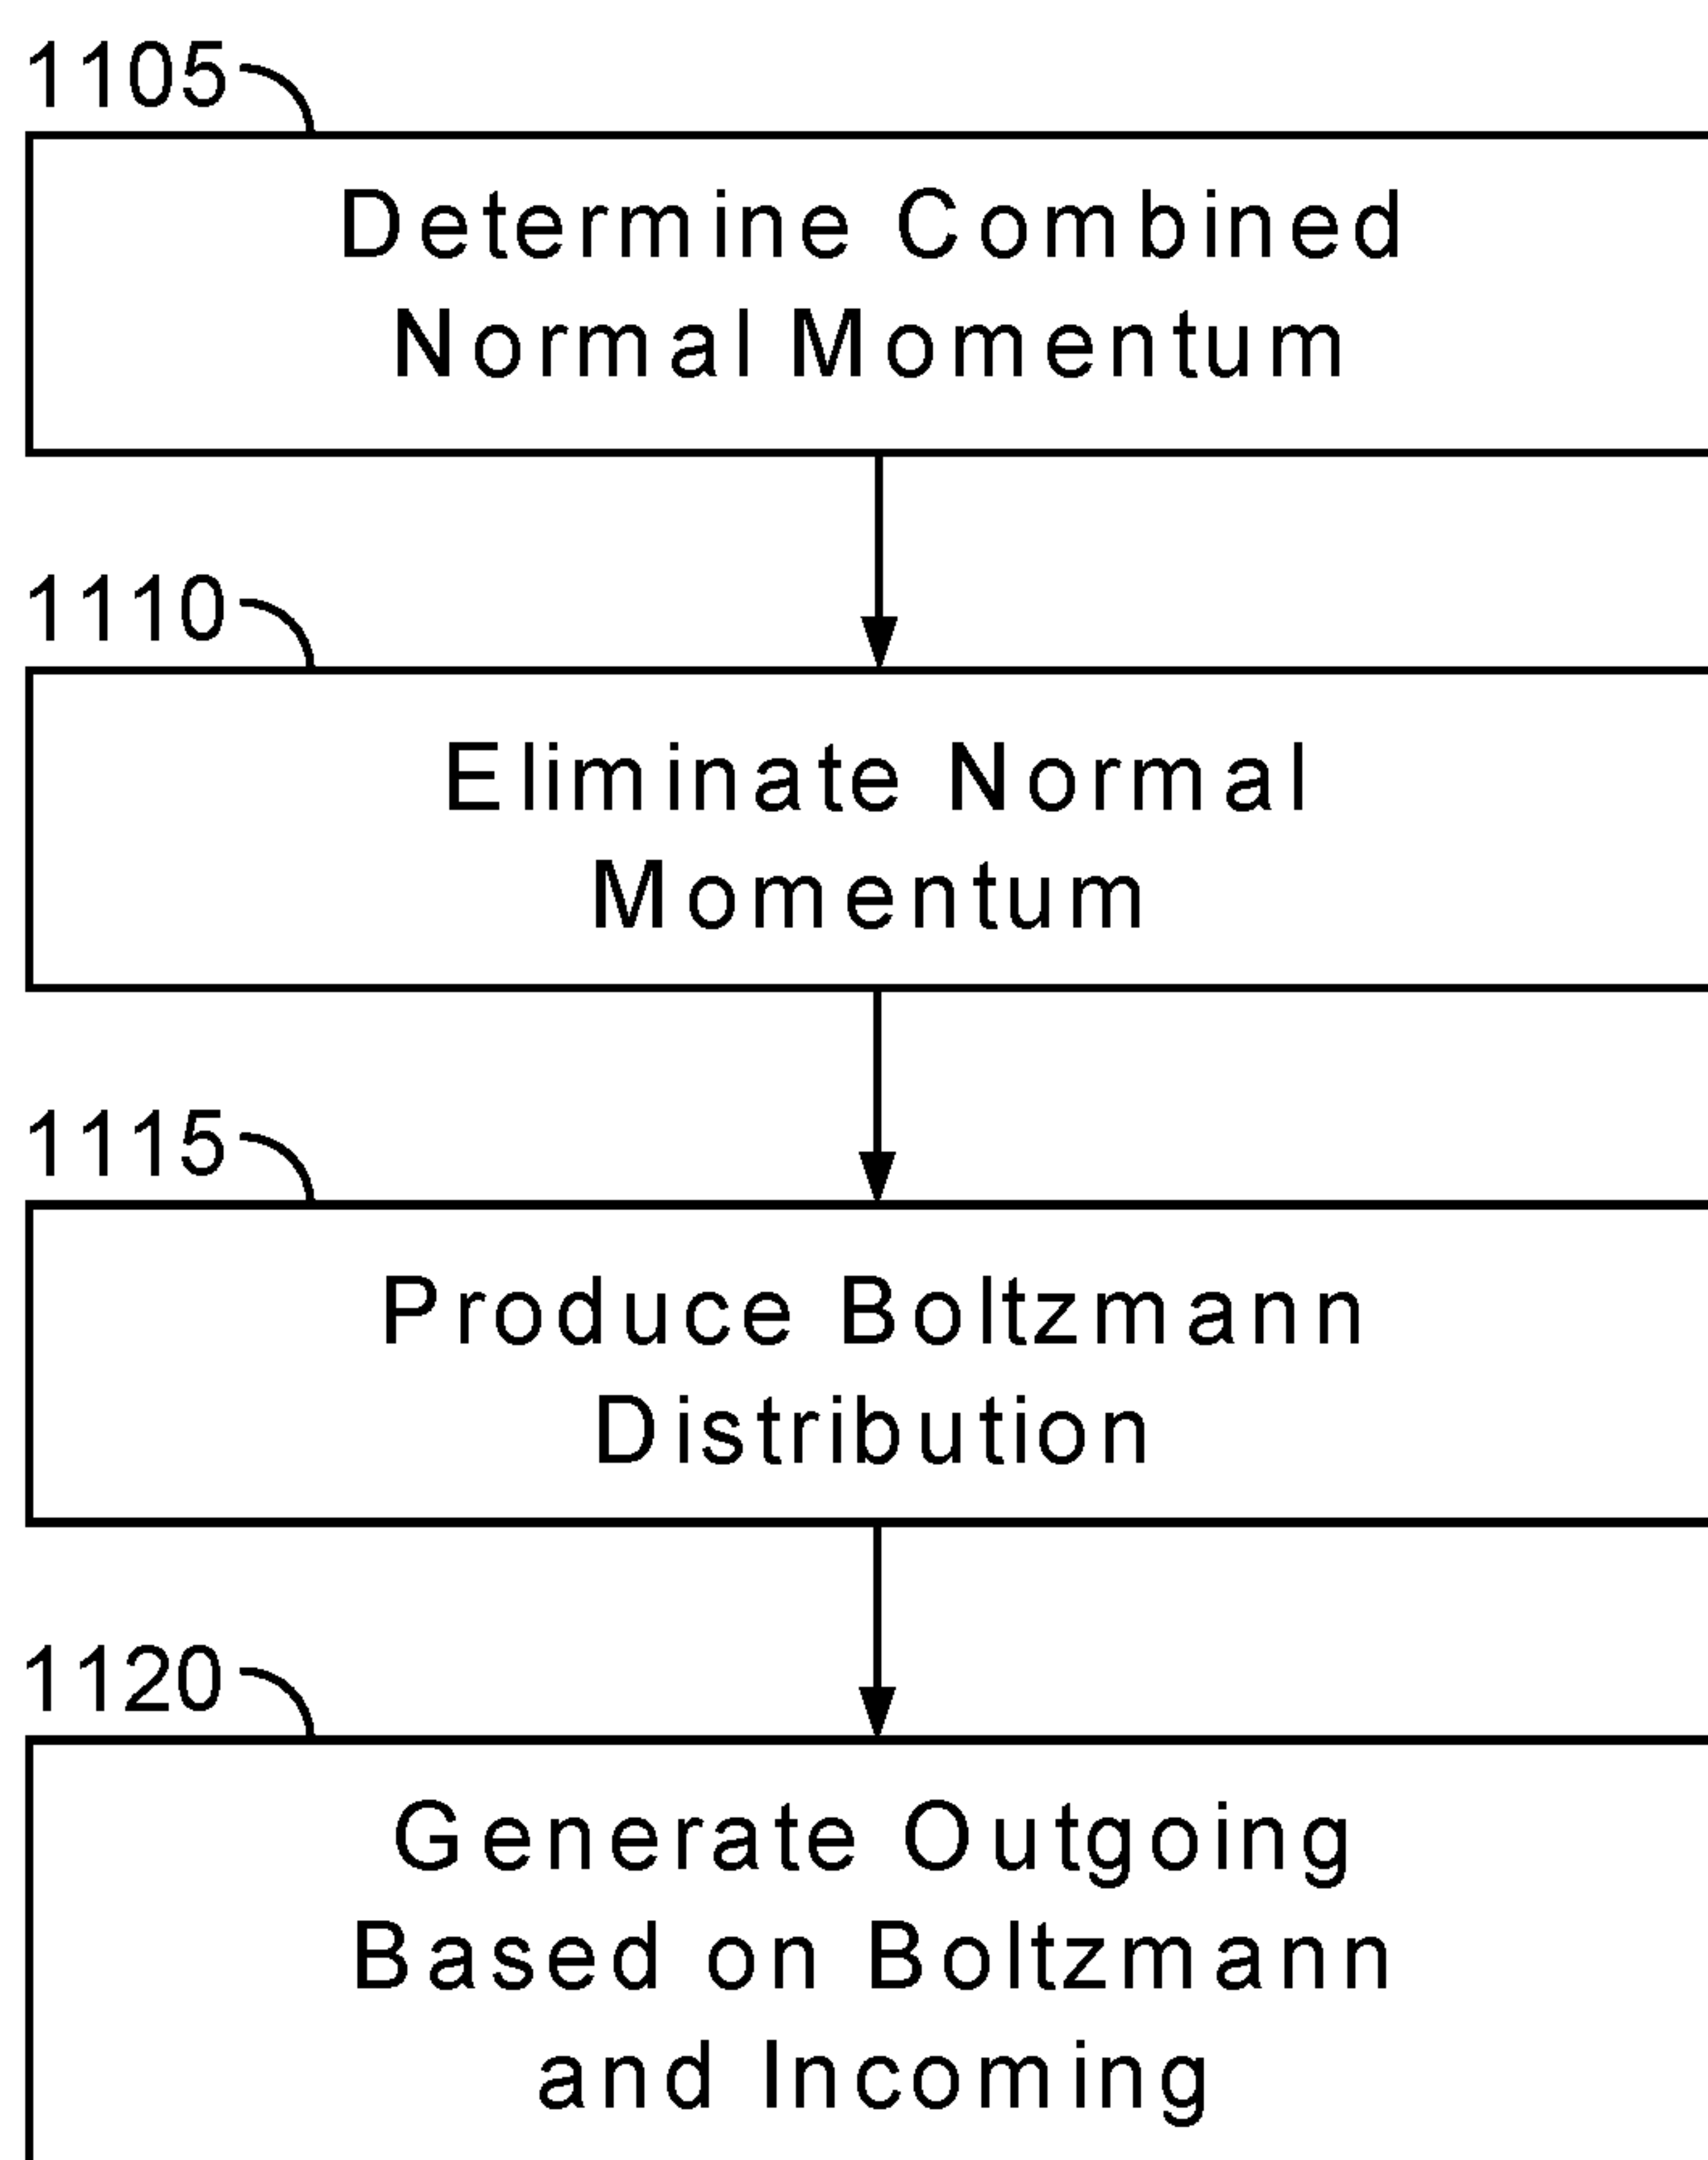 1105
Determine Combined
Normal Momentum
1110
Eliminate Normal
Momentum
1115
Produce Boltzmann
Distribution
1120
Generate Outgoing
Based on Boltzmann
and Incoming